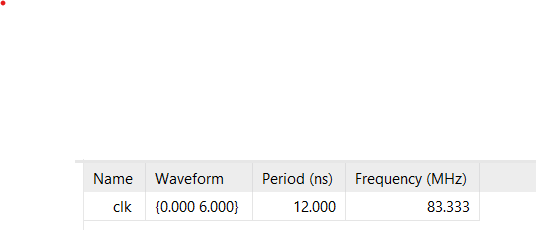 Name Waveform Period (ns) Frequency (MHz)
clk {0.000 6.000} 12.000 83.333